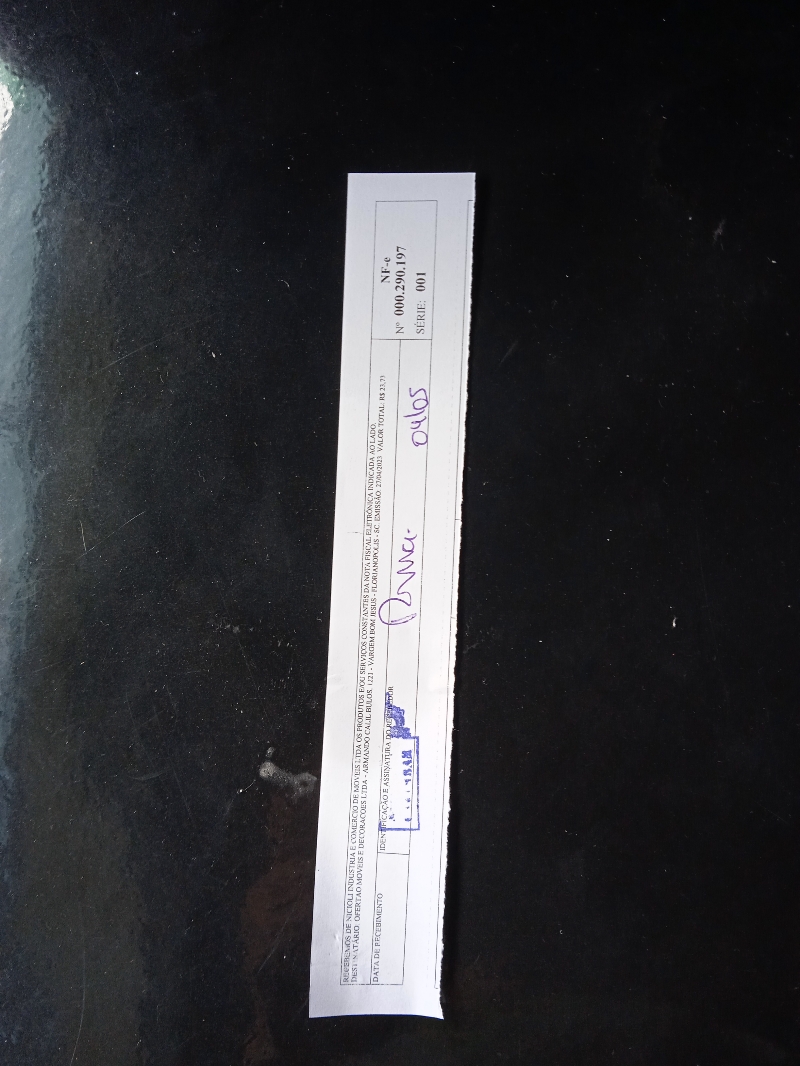 RECEBEMOS DE NICIOLI INDUSTRIA E COMERCIO DE MOVEIS LTDA OS PRODUTOS E/OU SERVIÇOS CONSTANTES DA NOTA FISCAL ELETRÔNICA INDICADA AO LADO.
DESTINATÁRIO: OFERTAO MOVEIS E DECORACOES LTDA - ARMANDO CALIL BULOS, 1221 - VARGEM BOM JESUS - FLORIANOPOLIS - SC. EMISSÃO: 27/04/2023 VALOR TOTAL: R$ 23,73
DATA DE RECEBIMENTO
IDENTIFICAÇÃO E ASSINATURA DO RECEBEDOR
04/05
NF-e
Nº 000.290.197
SÉRIE: 001